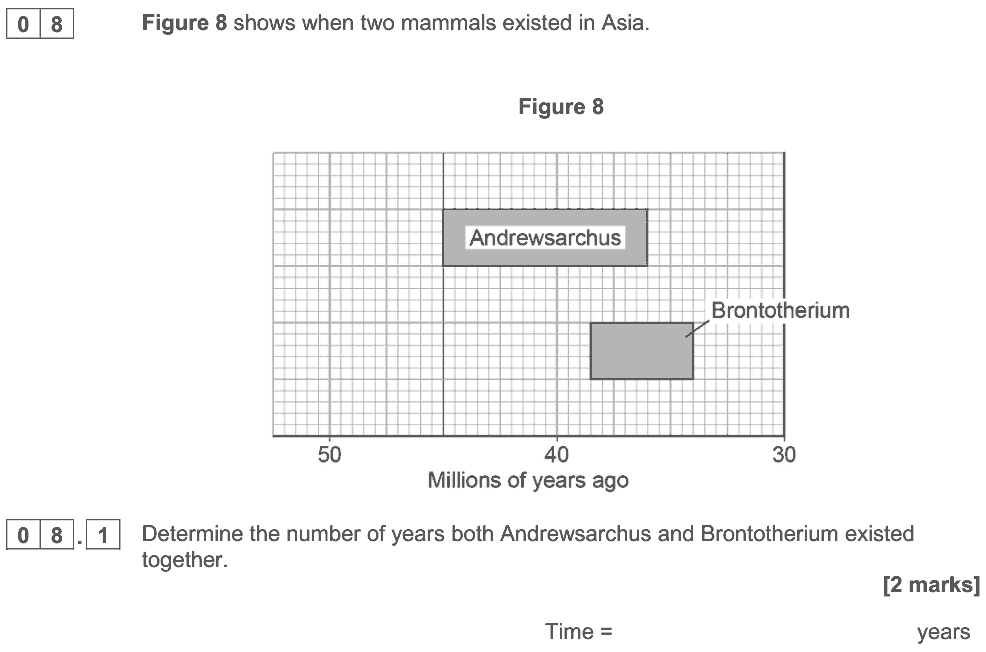 0 8 Figure 8 shows when two mammals existed in Asia.
Figure 8
Andrewsarchus
Brontotherium
50 40 30
Millions of years ago
0 8 . 1 Determine the number of years both Andrewsarchus and Brontotherium existed
together.
[2 marks]
Time = years